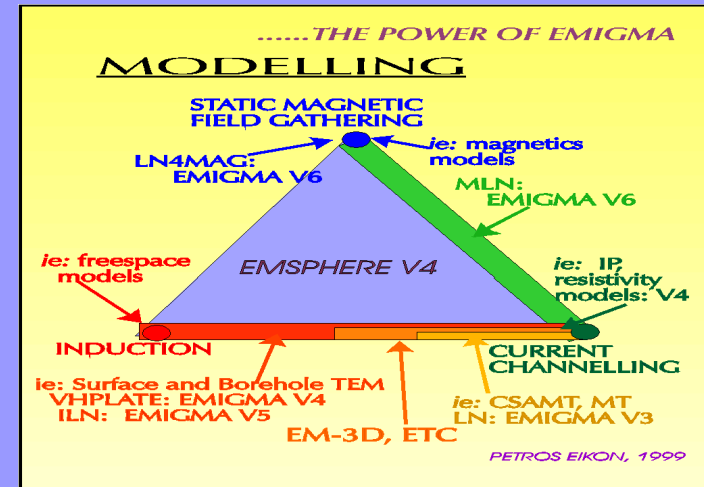 ......THE POWER OF EMIGMA
MODELLING
STATIC MAGNETIC
FIELD GATHERING
LN4MAG:
EMIGMA V6
ie: magnetics
models
MLN:
EMIGMA V6
ie: freespace
models
EMSPHERE V4
ie: IP,
resistivity
models: V4
INDUCTION
CURRENT
CHANNELLING
ie: Surface and Borehole TEM
VHPLATE: EMIGMA V4
ILN: EMIGMA V5
ie: CSAMT, MT
LN: EMIGMA V3
EM-3D, ETC
PETROS EIKON, 1999